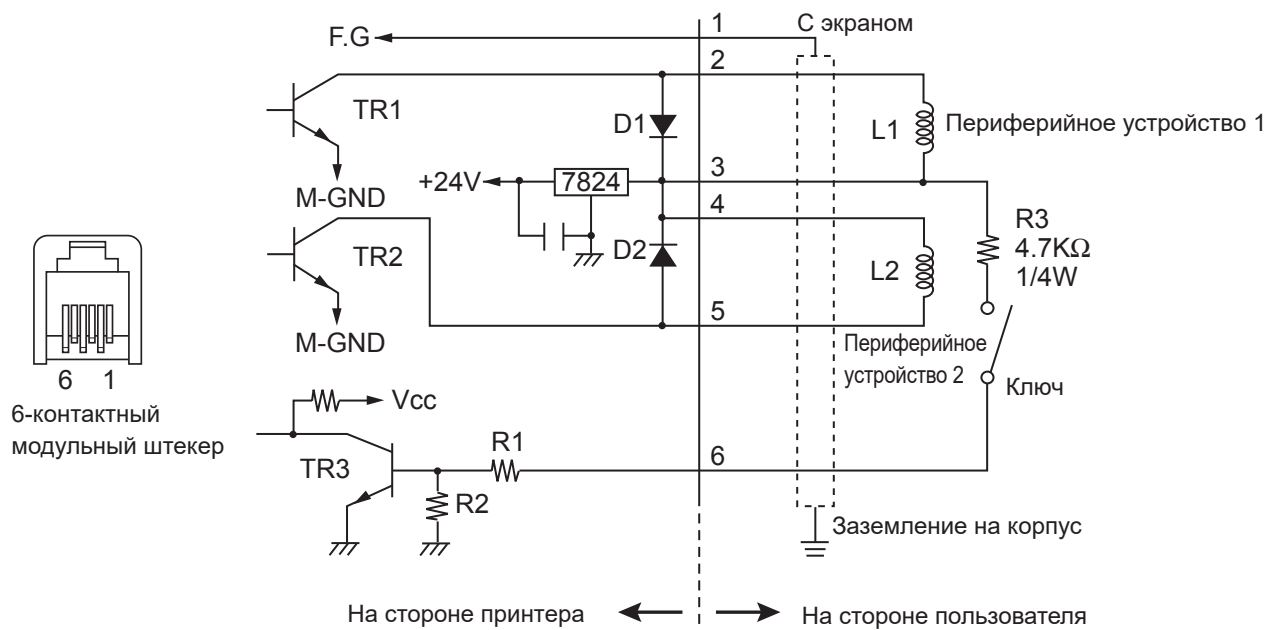 F.G
1
С экраном
2
TR1
D1
L1
Периферийное устройство 1
M-GND
+24V
7824
3
4
R3
4.7KΩ
1/4W
TR2
D2
L2
5
M-GND
Периферийное
устройство 2
Ключ
6 1
6-контактный
модульный штекер
Vcc
TR3
R1
R2
6
Заземление на корпус
На стороне принтера
На стороне пользователя